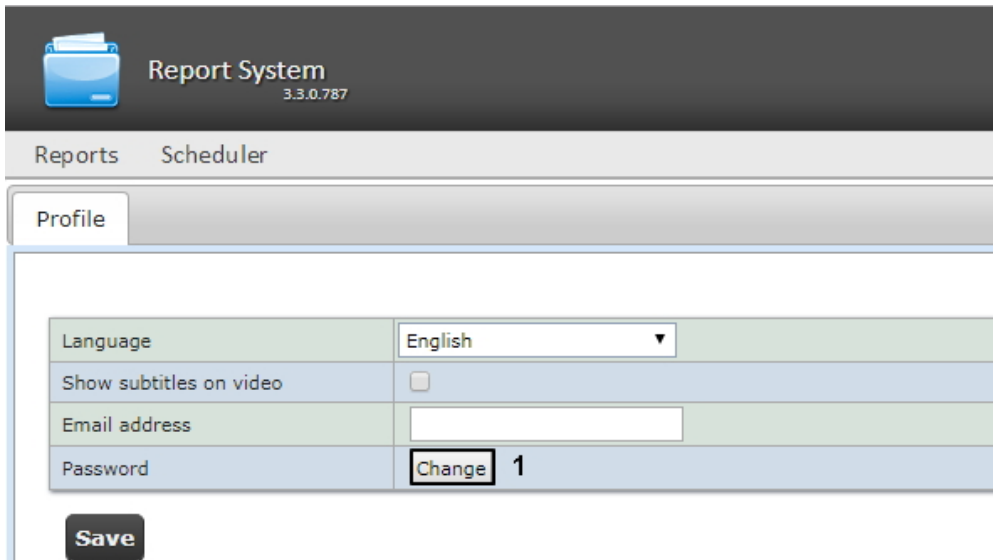 Report System
3.3.0.787
Reports Scheduler
Profile
Language English
Show subtitles on video
Email address
Password Change 1
Save